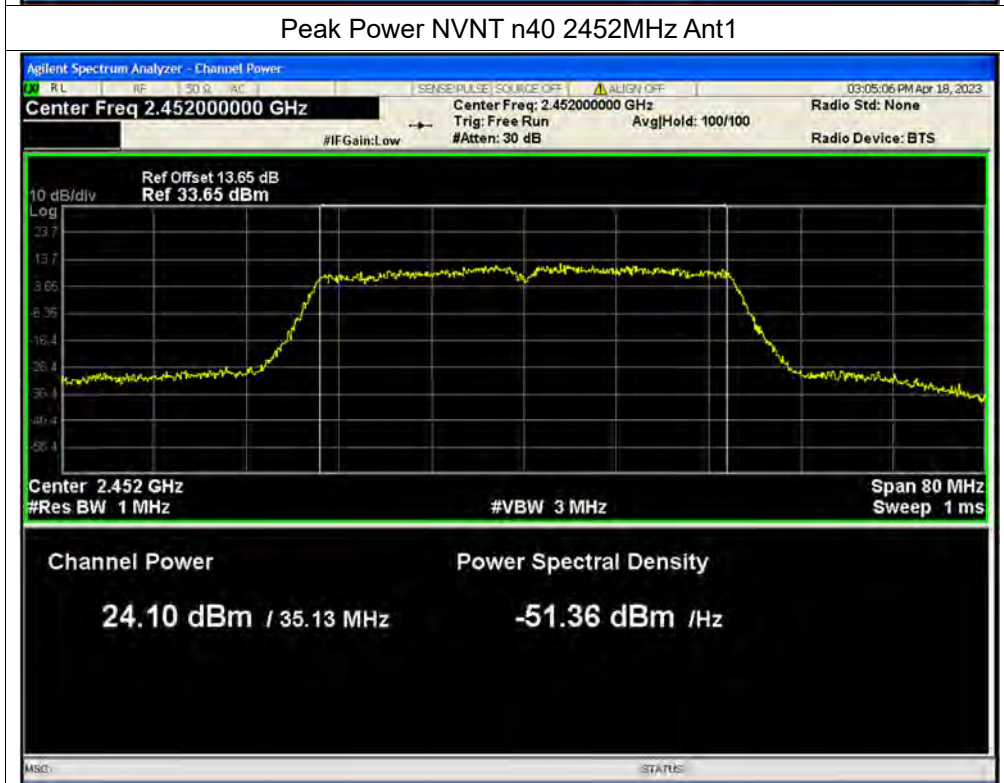 Peak Power NVNT n40 2452MHz Ant1
Agilent Spectrum Analyzer - Channel Power
RL RF 50 Ω AC SENSE:PULSE SOURCE OFF ALIGN OFF 03:05:06 PM Apr 18, 2023
Center Freq 2.452000000 GHz Center Freq: 2.452000000 GHz Radio Std: None
Trig: Free Run Avg|Hold: 100/100
#IFGain:Low #Atten: 30 dB Radio Device: BTS
Ref Offset 13.65 dB
10 dB/div Ref 33.65 dBm
Log
23.7
13.7
3.65
-6.35
-16.4
-26.4
-36.4
-46.4
-56.4
Center 2.452 GHz Span 80 MHz
#Res BW 1 MHz #VBW 3 MHz Sweep 1 ms
Channel Power Power Spectral Density
24.10 dBm / 35.13 MHz -51.36 dBm /Hz
MSG STATUS